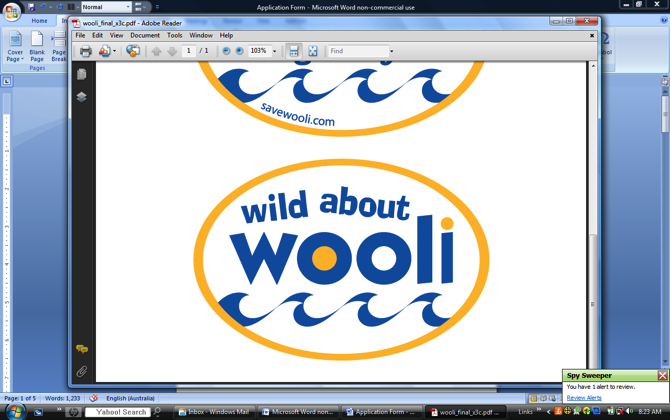 Application Form - Microsoft Word non-commercial use
Normal
Home
Cover
Page
Blank
Page
Page
Break
Pages
wooli_final_x3c.pdf - Adobe Reader
File Edit View Document Tools Window Help
1 / 1
103%
Find
savewooli.com
wild about
wooli
Page: 1 of 5
Words: 1,233
English (Australia)
Spy Sweeper
You have 1 alert to review.
Review Alerts
Yahoo! Search
Inbox - Windows Mail
Microsoft Word non...
Application Form - ...
wooli_final_x3c.pdf ...
Links
8:23 AM